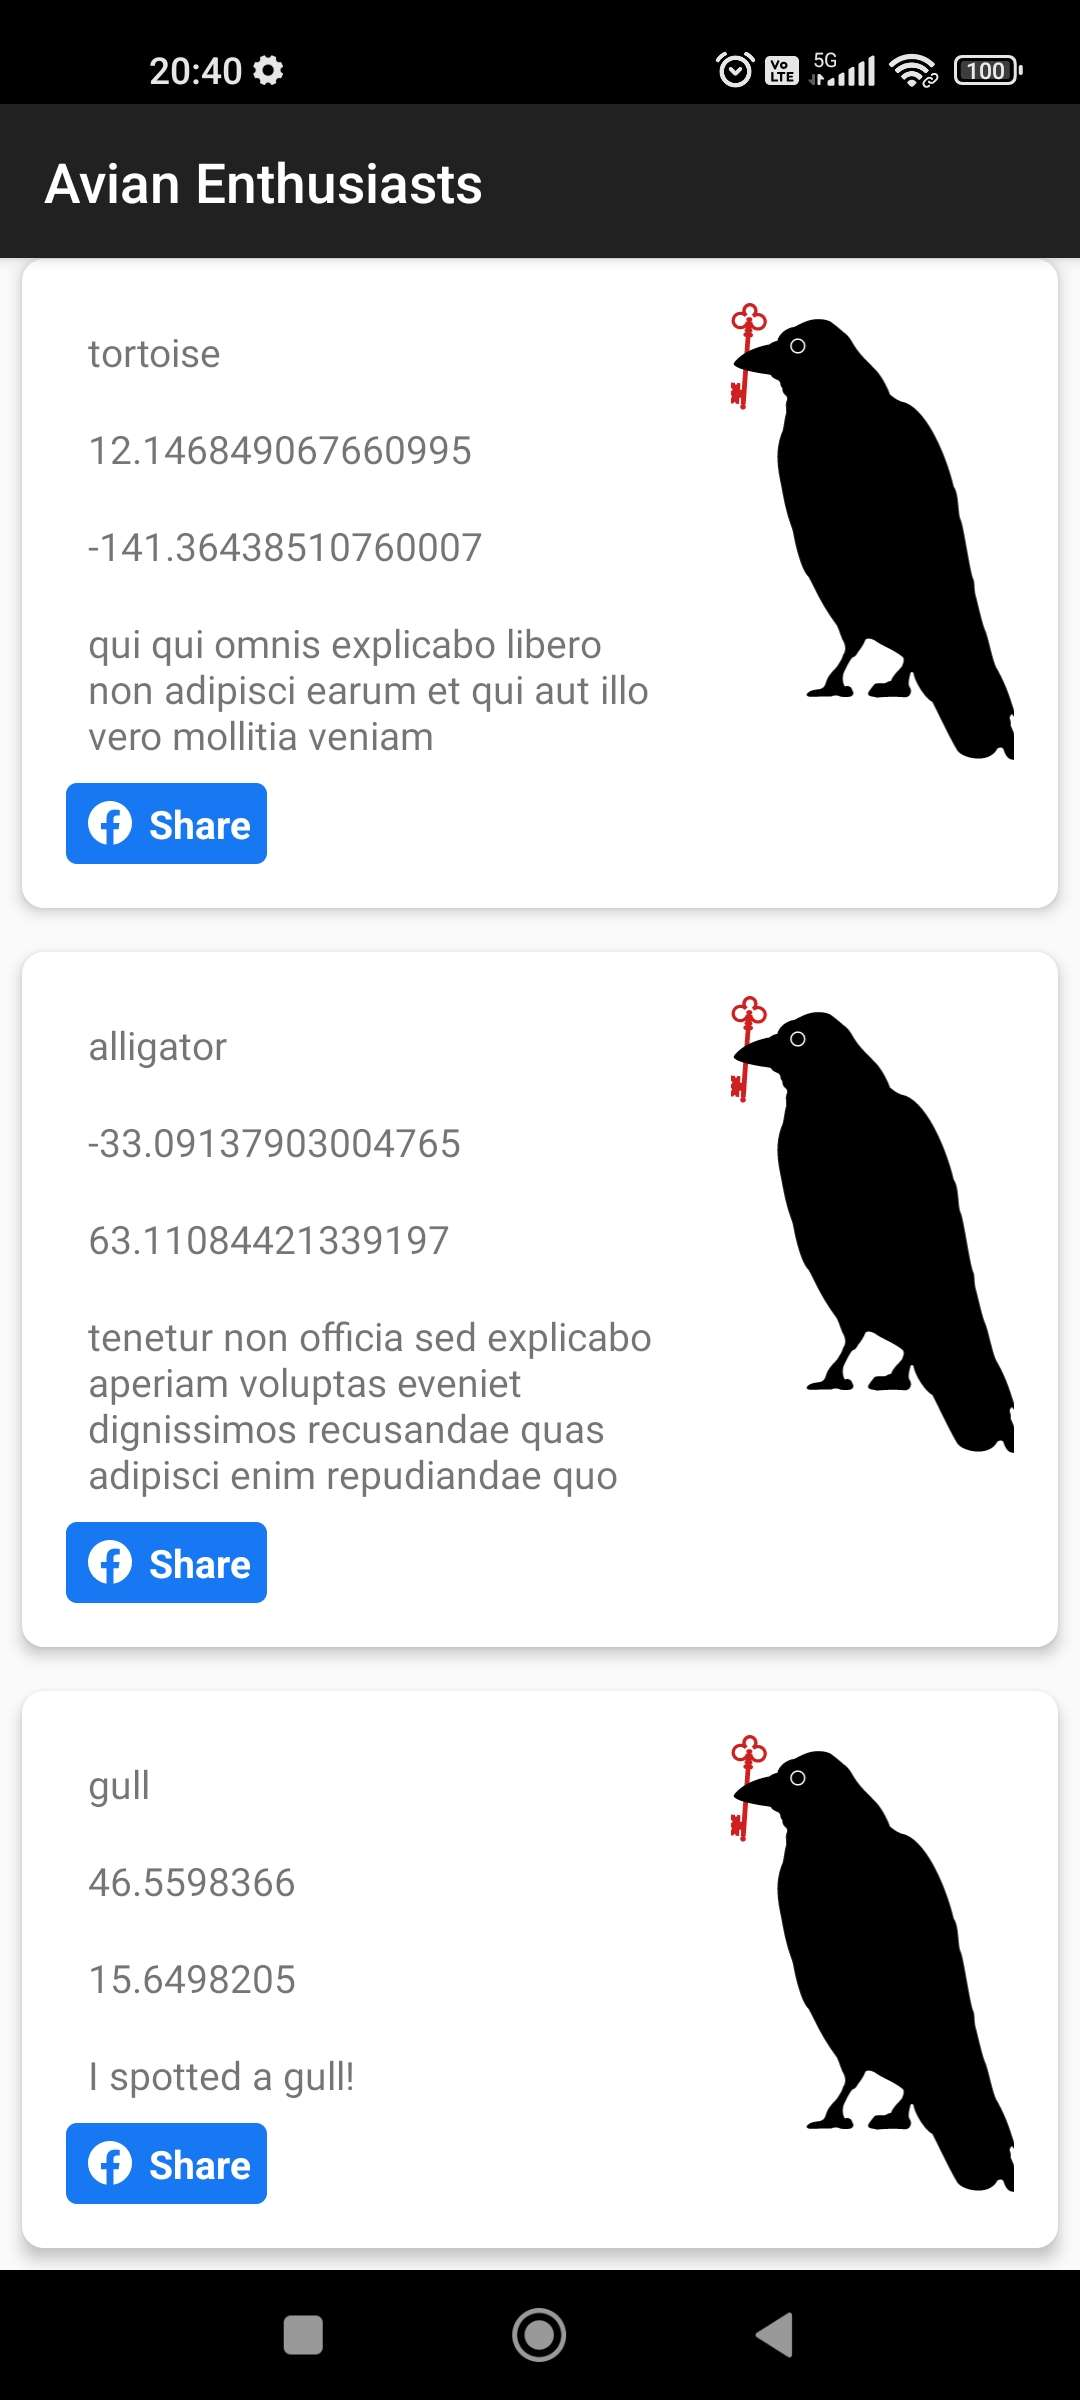 20:40
Vo
LTE
5G
100
Avian Enthusiasts
tortoise
12.146849067660995
-141.36438510760007
qui qui omnis explicabo libero
non adipisci earum et qui aut illo
vero mollitia veniam
Share
alligator
-33.09137903004765
63.11084421339197
tenetur non officia sed explicabo
aperiam voluptas eveniet
dignissimos recusandae quas
adipisci enim repudiandae quo
Share
gull
46.5598366
15.6498205
I spotted a gull!
Share